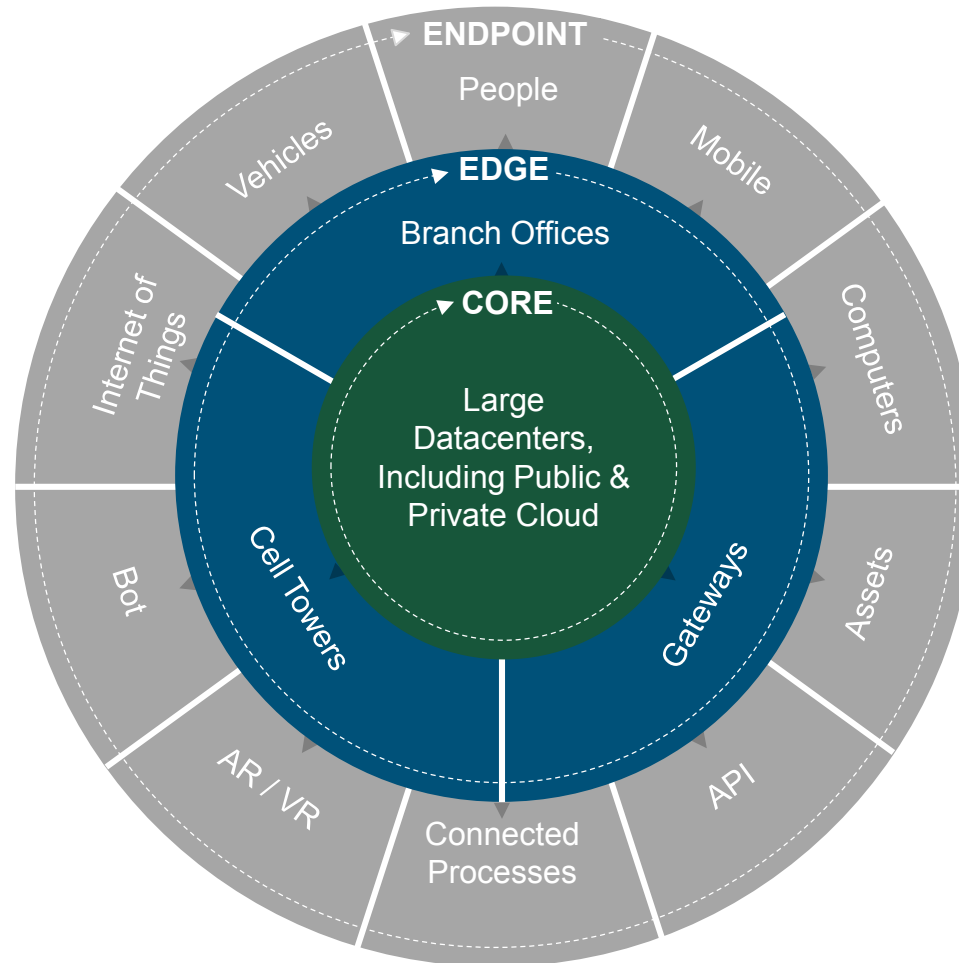 ENDPOINT
People
Mobile
Computers
Assets
API
Connected
Processes
AR / VR
Bot
Internet of
Things
Vehicles
EDGE
Branch Offices
Gateways
Cell Towers
CORE
Large
Datacenters,
Including Public &
Private Cloud